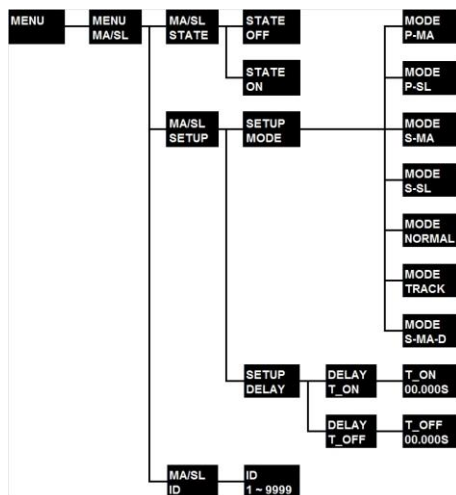 MENU
MENU
MA/SL
MA/SL
STATE
STATE
OFF
STATE
ON
MA/SL
SETUP
SETUP
MODE
MODE
P-MA
MODE
P-SL
MODE
S-MA
MODE
S-SL
MODE
NORMAL
MODE
TRACK
MODE
S-MA-D
SETUP
DELAY
DELAY
T_ON
T_ON
00.000S
DELAY
T_OFF
T_OFF
00.000S
MA/SL
ID
ID
1 ~ 9999